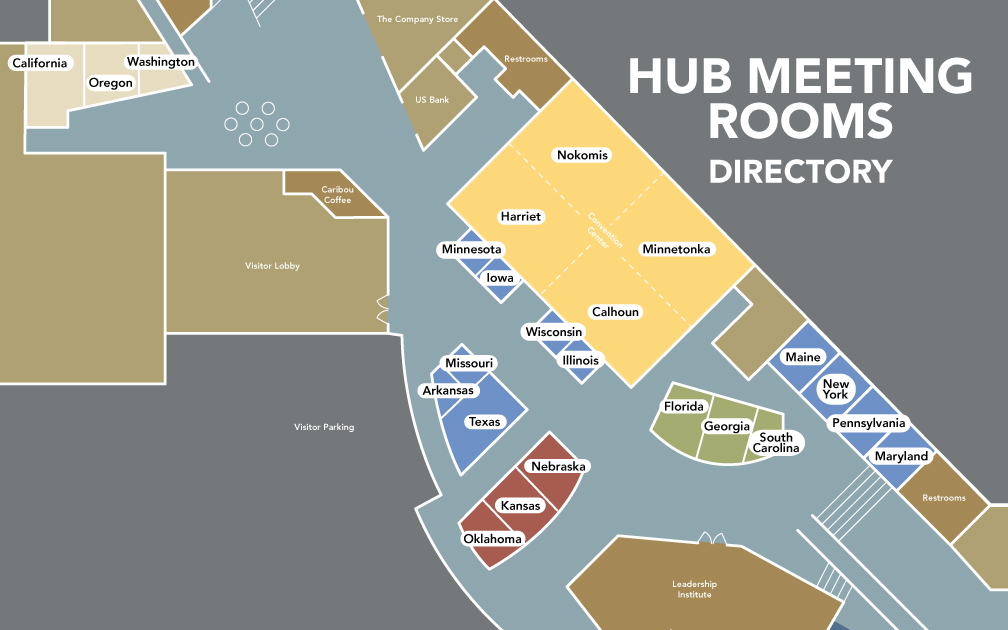 HUB MEETING
ROOMS
DIRECTORY
The Company Store
Restrooms
US Bank
California
Oregon
Washington
Caribou
Coffee
Visitor Lobby
Visitor Parking
Nokomis
Harriet
Convention
Center
Minnetonka
Calhoun
Minnesota
Iowa
Wisconsin
Illinois
Missouri
Arkansas
Texas
Nebraska
Kansas
Oklahoma
Florida
Georgia
South
Carolina
Maine
New
York
Pennsylvania
Maryland
Restrooms
Leadership
Institute